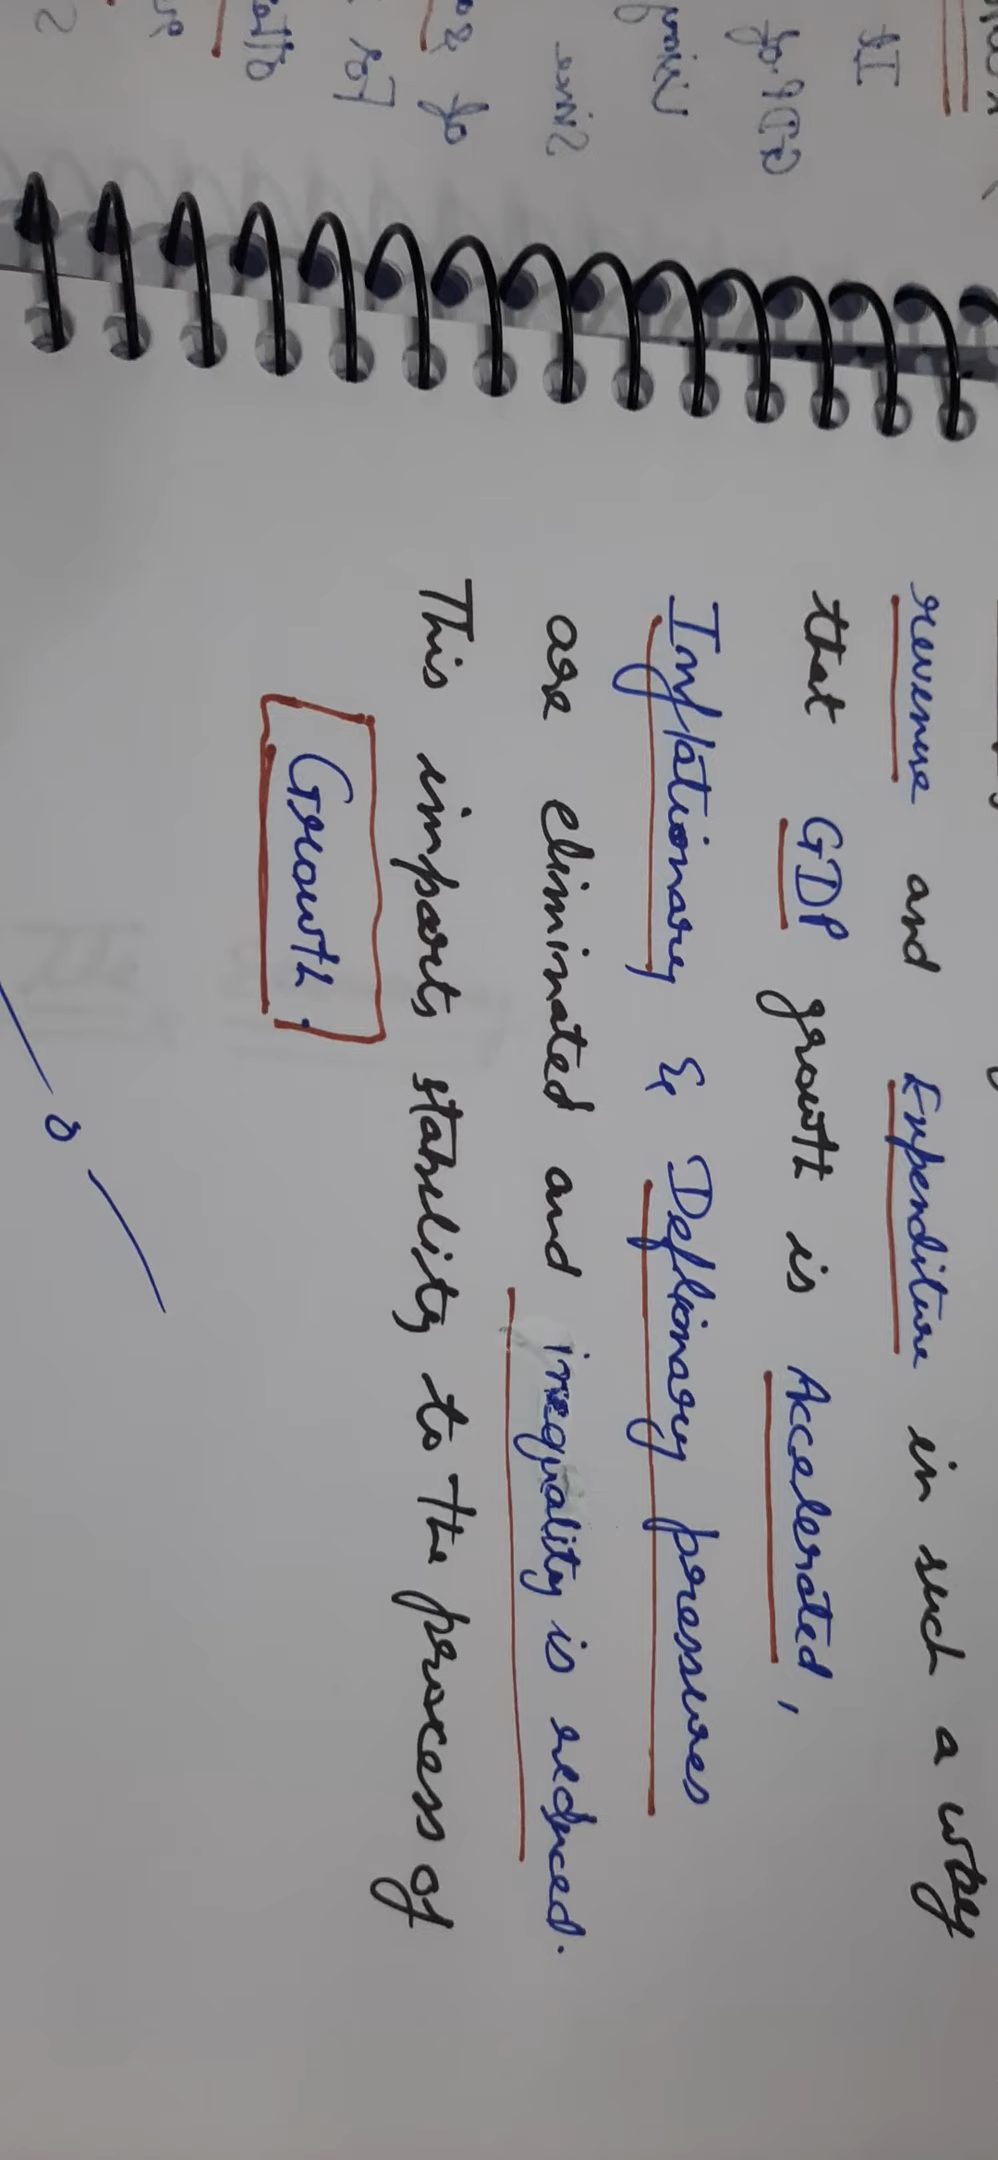 revenue and Expenditure in such a way
that GDP growth is Accelerated,
Inflationary & Deflionary pressures
are eliminated and inequality is reduced.
This imparts stability to the process of
Growth.